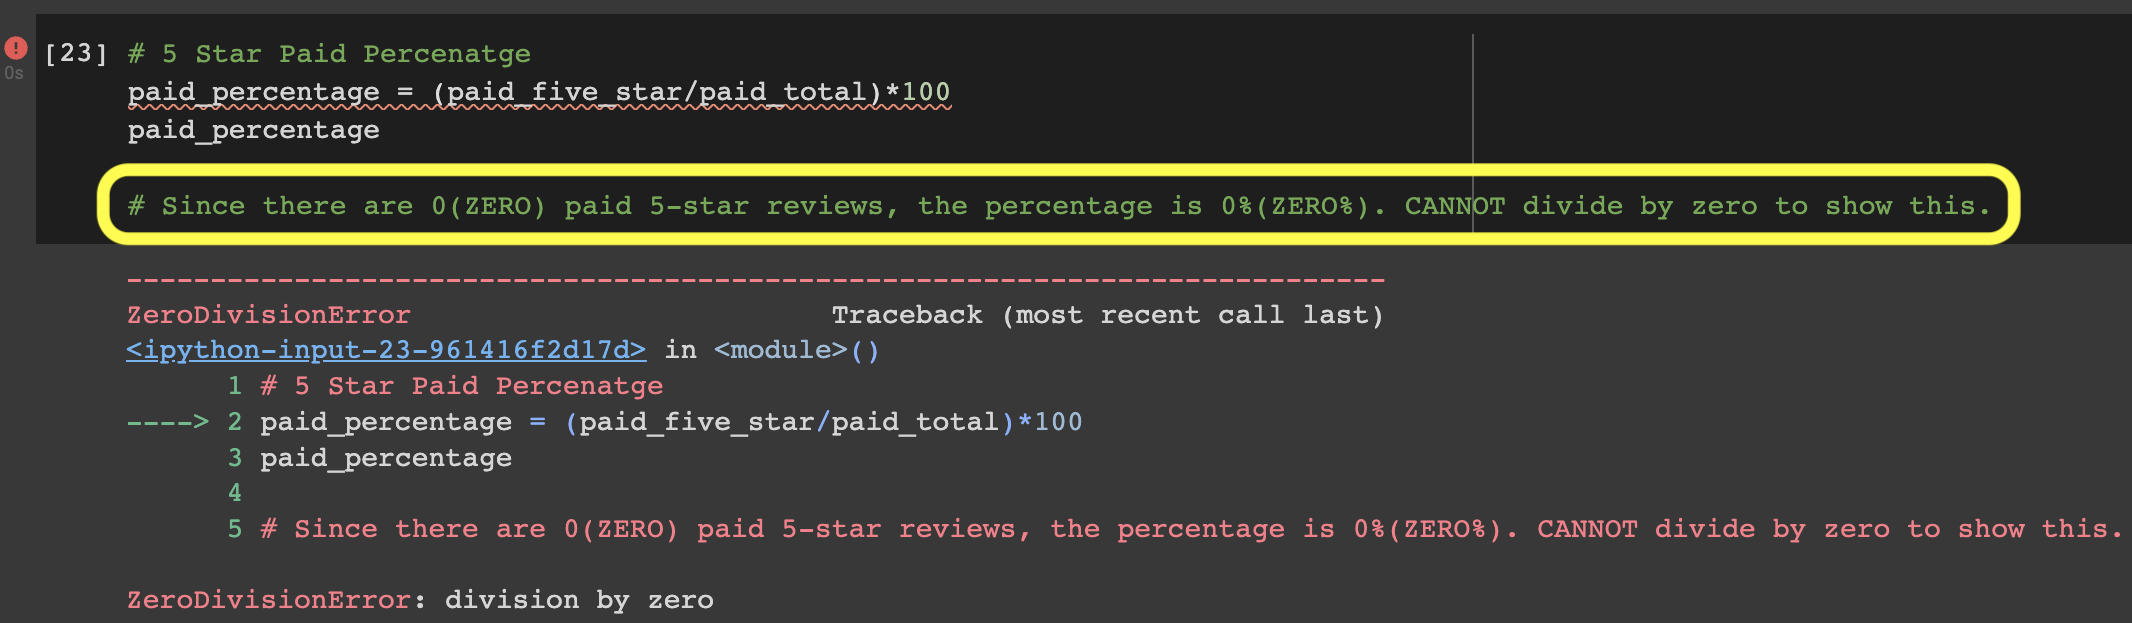 [23] # 5 Star Paid Percenatge
0s
paid_percentage = (paid_five_star/paid_total)*100
paid_percentage
# Since there are 0(ZERO) paid 5-star reviews, the percentage is 0%(ZERO%). CANNOT divide by zero to show this.
---------------------------------------------------------------------------
ZeroDivisionError                         Traceback (most recent call last)
<ipython-input-23-961416f2d17d> in <module>()
      1 # 5 Star Paid Percenatge
----> 2 paid_percentage = (paid_five_star/paid_total)*100
      3 paid_percentage
      4
      5 # Since there are 0(ZERO) paid 5-star reviews, the percentage is 0%(ZERO%). CANNOT divide by zero to show this.
ZeroDivisionError: division by zero